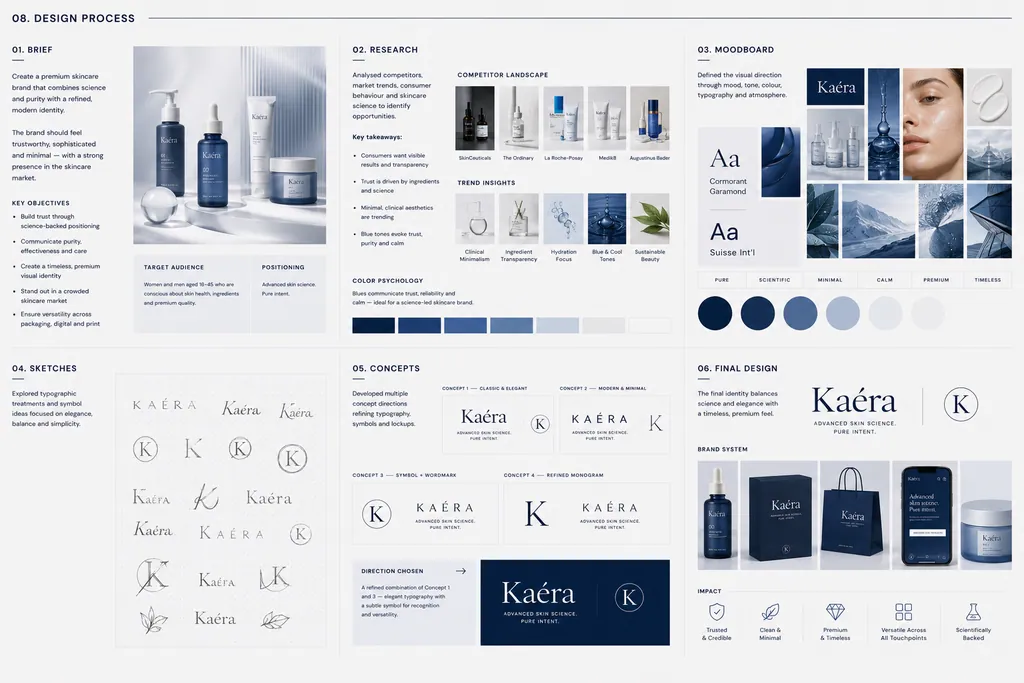 08. DESIGN PROCESS
01. BRIEF
Create a premium skincare
brand that combines science
and purity with a refined,
modern identity.
The brand should feel
trustworthy, sophisticated
and minimal — with a strong
presence in the skincare
market.
KEY OBJECTIVES
• Build trust through
science-backed positioning
• Communicate purity,
effectiveness and care
• Create a timeless, premium
visual identity
• Stand out in a crowded
skincare market
• Ensure versatility across
packaging, digital and print
Kaéra
Kaéra
Kaéra
Kaéra
TARGET AUDIENCE
Women and men aged 16–45 who are
conscious about skin health, ingredients
and premium quality.
POSITIONING
Advanced skin science.
Pure intent.
02. RESEARCH
Analysed competitors,
market trends, consumer
behaviour and skincare
science to identify
opportunities.
Key takeaways:
• Consumers want visible
results and transparency
• Trust is driven by ingredients
and science
• Minimal, clinical aesthetics
are trending
• Blue tones evoke trust,
purity and calm
COMPETITOR LANDSCAPE
SkinCeuticals
The Ordinary
La Roche-Posay
Medik8
Augustinus Bader
TREND INSIGHTS
Clinical
Minimalism
Ingredient
Transparency
Hydration
Focus
Blue & Cool
Tones
Sustainable
Beauty
COLOR PSYCHOLOGY
Blues communicate trust, reliability and
calm — ideal for a science-led skincare brand.
03. MOODBOARD
Defined the visual direction
through mood, tone, colour,
typography and atmosphere.
Kaéra
Aa
Cormorant
Garamond
Aa
Suisse Int'l
PURE
SCIENTIFIC
MINIMAL
CALM
PREMIUM
TIMELESS
04. SKETCHES
Explored typographic
treatments and symbol
ideas focused on elegance,
balance and simplicity.
KAÉRA
Kaéra
Kaéra
K
K
K
K
Kaéra
K
Kaéra
Kaéra
KAÉRA
K
K
Kaéra
K
Kaéra
05. CONCEPTS
Developed multiple
concept directions
refining typography,
symbols and lockups.
CONCEPT 1 — CLASSIC & ELEGANT
Kaéra
ADVANCED SKIN SCIENCE.
PURE INTENT.
K
CONCEPT 2 — MODERN & MINIMAL
KAÉRA
ADVANCED SKIN SCIENCE.
PURE INTENT.
K
CONCEPT 3 — SYMBOL + WORDMARK
K
KAÉRA
ADVANCED SKIN SCIENCE.
PURE INTENT.
CONCEPT 4 — REFINED MONOGRAM
K
KAÉRA
ADVANCED SKIN SCIENCE.
PURE INTENT.
DIRECTION CHOSEN →
A refined combination of Concept 1
and 3 — elegant typography with
a subtle symbol for recognition
and versatility.
Kaéra
ADVANCED SKIN SCIENCE.
PURE INTENT.
K
06. FINAL DESIGN
The final identity balances
science and elegance with
a timeless, premium feel.
Kaéra
ADVANCED SKIN SCIENCE.
PURE INTENT.
K
BRAND SYSTEM
Kaéra
Kaéra
Kaéra
Kaéra
Advanced
skin science.
Pure intent.
Kaéra
IMPACT
Trusted
& Credible
Clean &
Minimal
Premium
& Timeless
Versatile Across
All Touchpoints
Scientifically
Backed